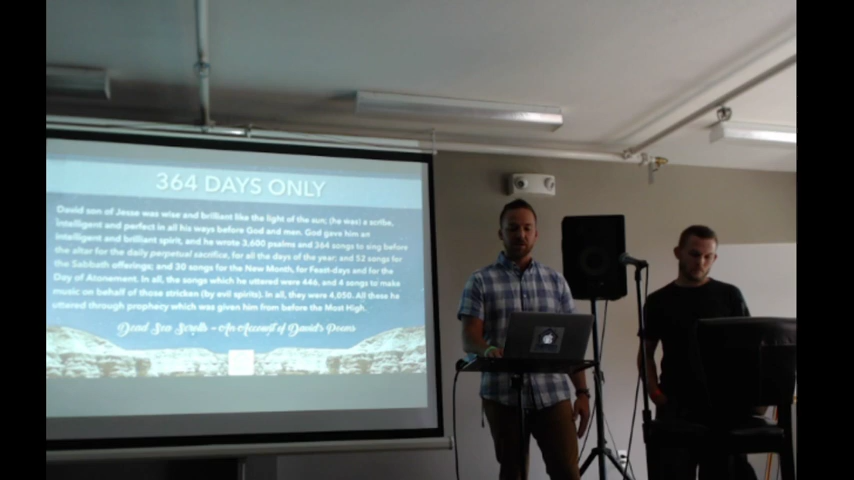 364 DAYS ONLY
David son of Jesse was wise and brilliant like the light of the sun; (he was) a scribe,
intelligent and perfect in all his ways before God and men. God gave him an
intelligent and brilliant spirit, and he wrote 3,600 psalms and 364 songs to sing before
the altar for the daily perpetual sacrifice, for all the days of the year; and 52 songs for
the Sabbath offerings; and 30 songs for the New Month, for Feast-days and for the
Day of Atonement. In all, the songs which he uttered were 446, and 4 songs to make
music on behalf of those stricken (by evil spirits). In all, they were 4,050. All these he
uttered through prophecy which was given him from before the Most High.
Dead Sea Scrolls - An Account of David's Poems